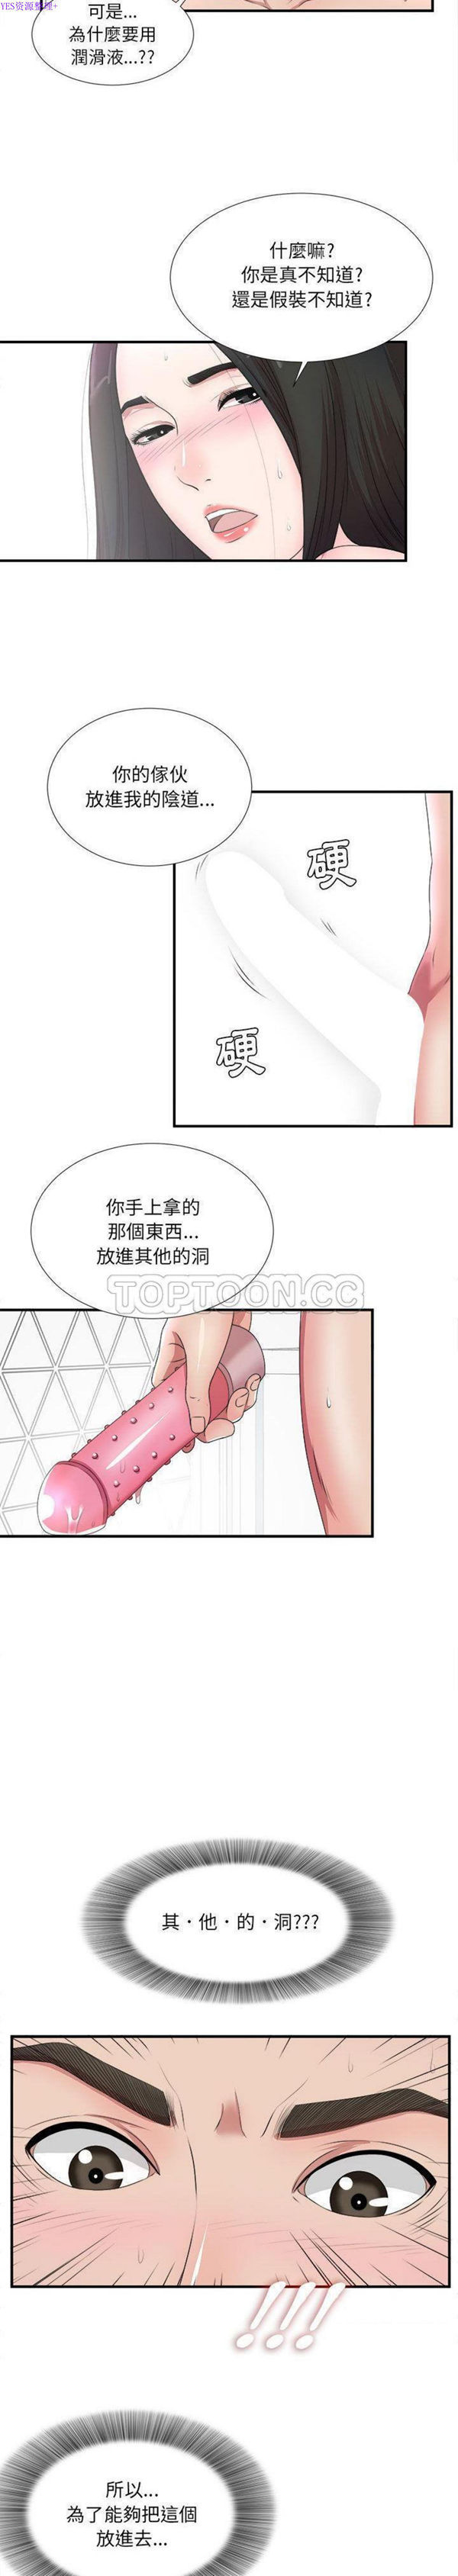 YES资源整理+
可是...
為什麼要用
潤滑液...??
什麼嘛?
你是真不知道?
還是假裝不知道?
你的傢伙
放進我的陰道...
硬
硬
你手上拿的
那個東西...
放進其他的洞
TOPTOON.CC
其·他·的·洞???
!!!
所以...
為了能夠把這個
放進去...